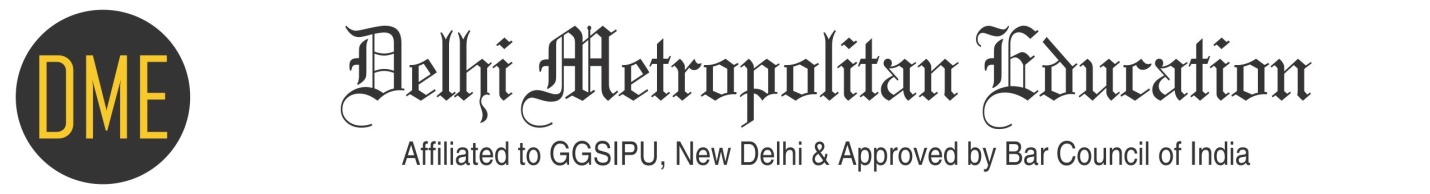 DME
Delhi Metropolitan Education
Affiliated to GGSIPU, New Delhi & Approved by Bar Council of India